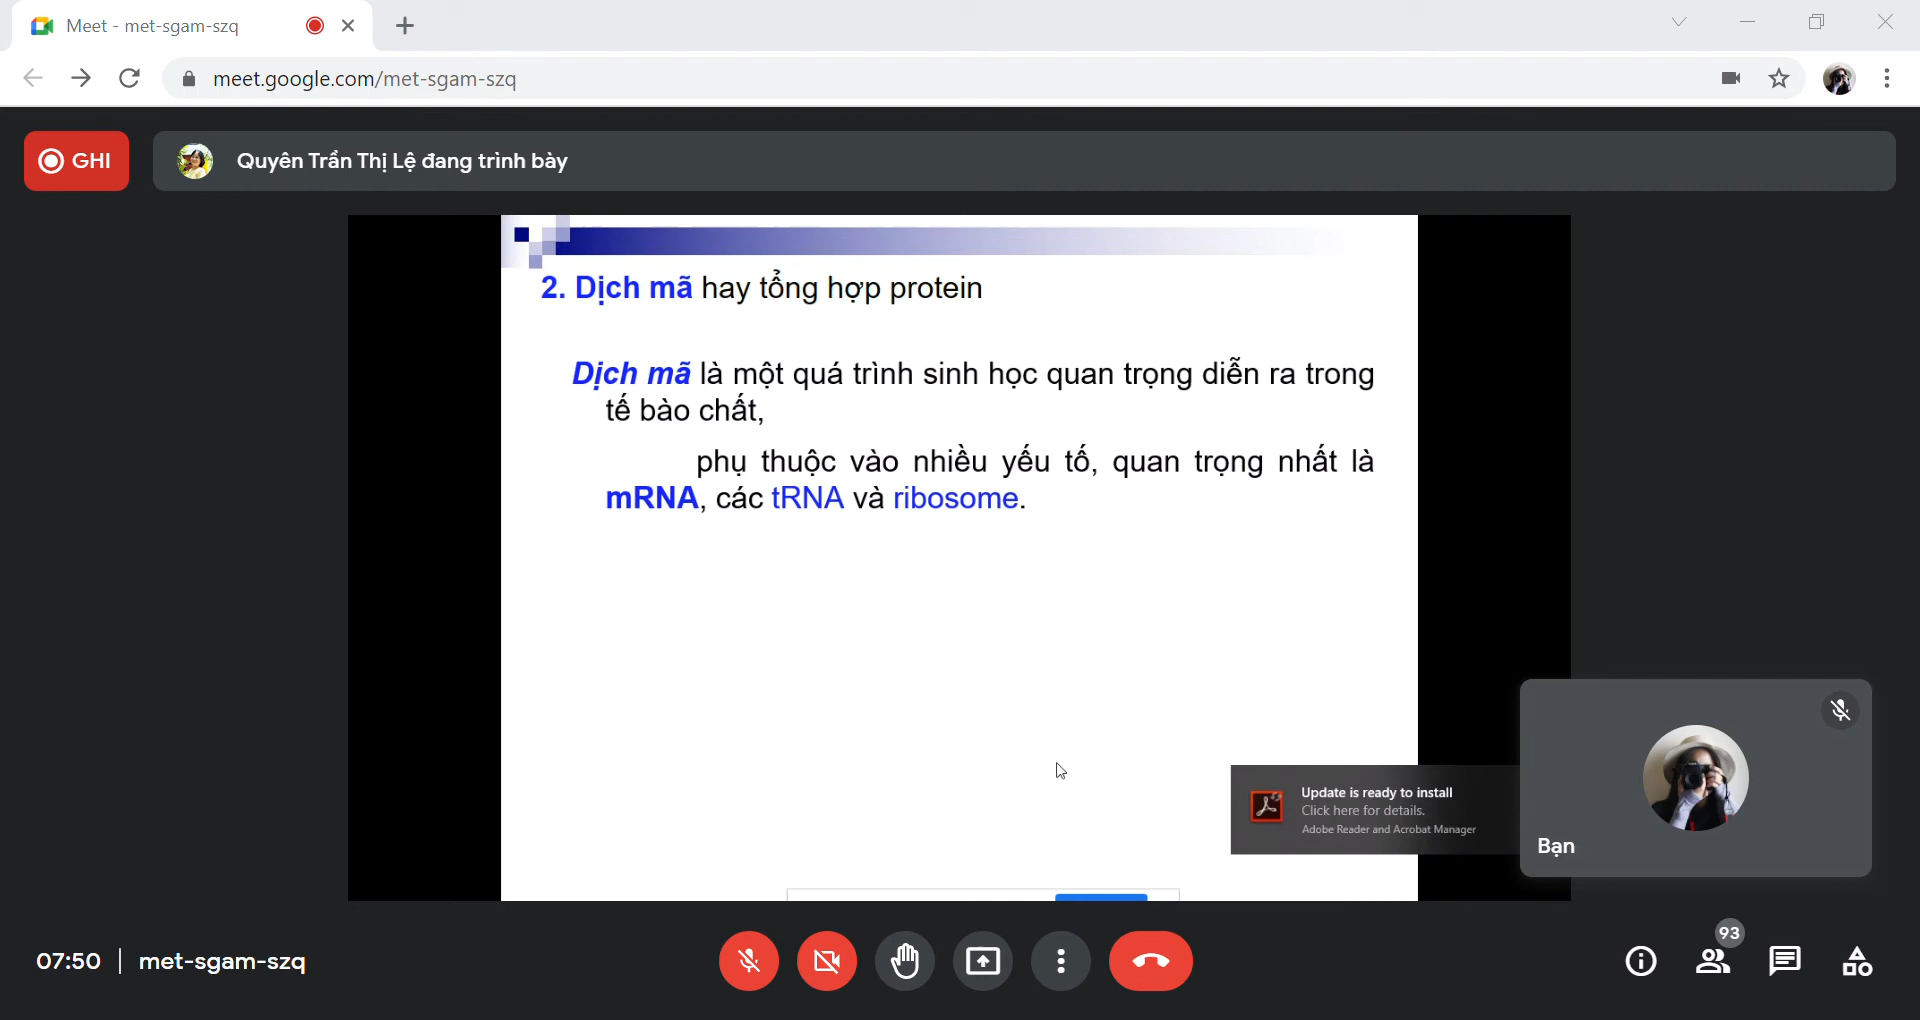 Meet - met-sgam-szq
meet.google.com/met-sgam-szq
GHI
Quyên Trần Thị Lệ đang trình bày
2. Dịch mã hay tổng hợp protein
Dịch mã là một quá trình sinh học quan trọng diễn ra trong
tế bào chất,
phụ thuộc vào nhiều yếu tố, quan trọng nhất là
mRNA, các tRNA và ribosome.
Update is ready to install
Click here for details.
Adobe Reader and Acrobat Manager
Bạn
07:50
met-sgam-szq
93